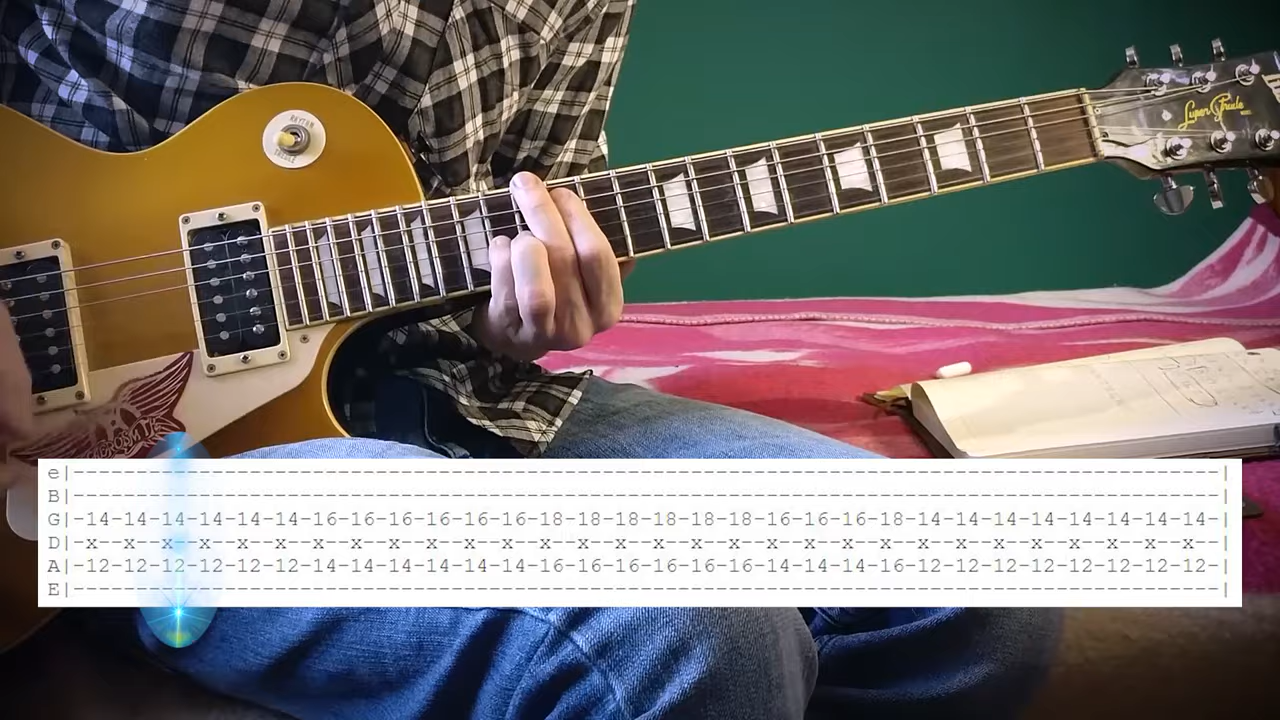 RHYTHM
TREBLE
e|-------------------------------------------------------------------------------------------|
B|-------------------------------------------------------------------------------------------|
G|-14-14-14-14-14-14-16-16-16-16-16-16-18-18-18-18-18-18-16-16-16-18-14-14-14-14-14-14-14-14-|
D|-x--x--x--x--x--x--x--x--x--x--x--x--x--x--x--x--x--x--x--x--x--x--x--x--x--x--x--x--x--x--|
A|-12-12-12-12-12-12-14-14-14-14-14-14-16-16-16-16-16-16-14-14-14-16-12-12-12-12-12-12-12-12-|
E|-------------------------------------------------------------------------------------------|